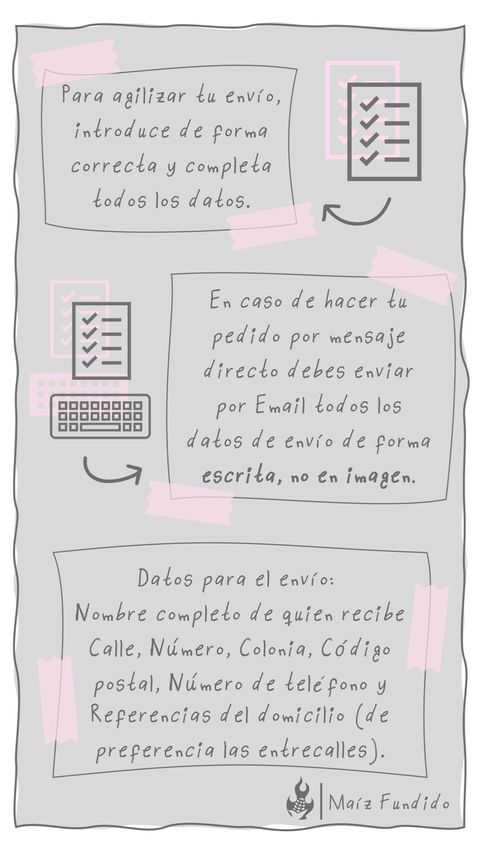 Para agilizar tu envío,
introduce de forma
correcta y completa
todos los datos.
En caso de hacer tu
pedido por mensaje
directo debes enviar
por Email todos los
datos de envío de forma
escrita, no en imagen.
Datos para el envío:
Nombre completo de quien recibe
Calle, Número, Colonia, Código
postal, Número de teléfono y
Referencias del domicilio (de
preferencia las entrecalles).
Maíz Fundido